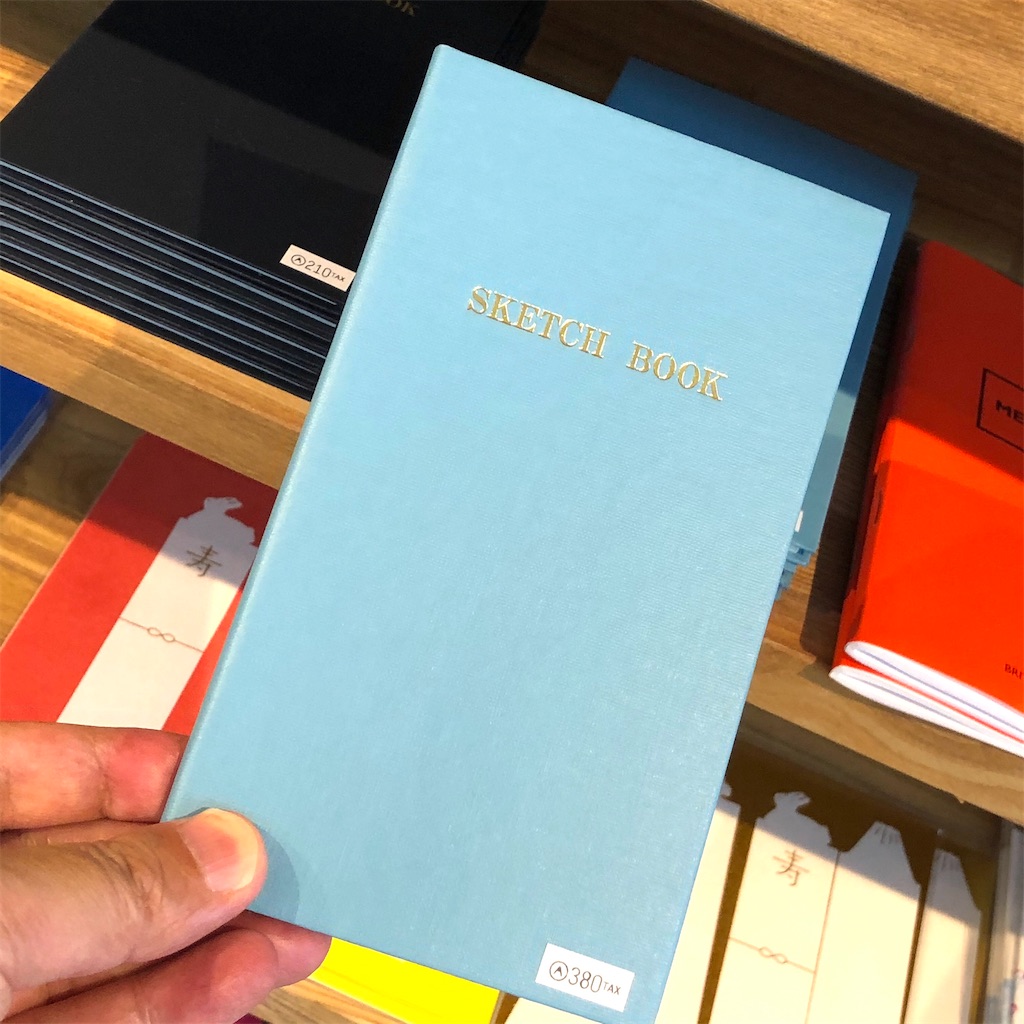 210TAX
SKETCH BOOK
寿
380TAX
寿